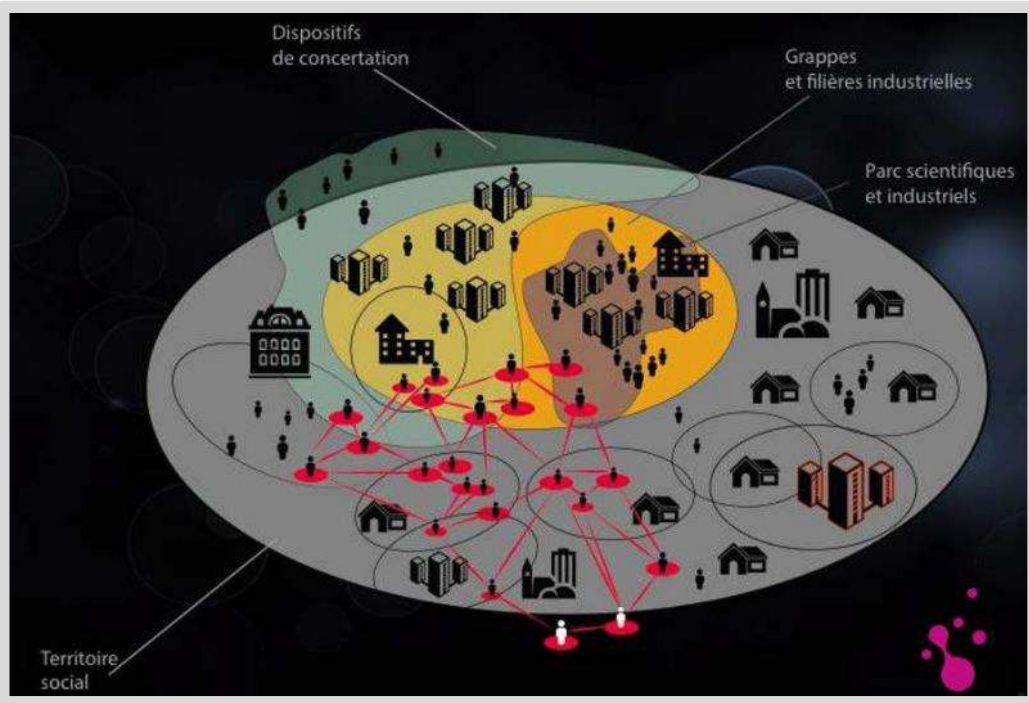 Dispositifs
de concertation
Grappes
et filières industrielles
Parc scientifiques
et industriels
Territoire
social